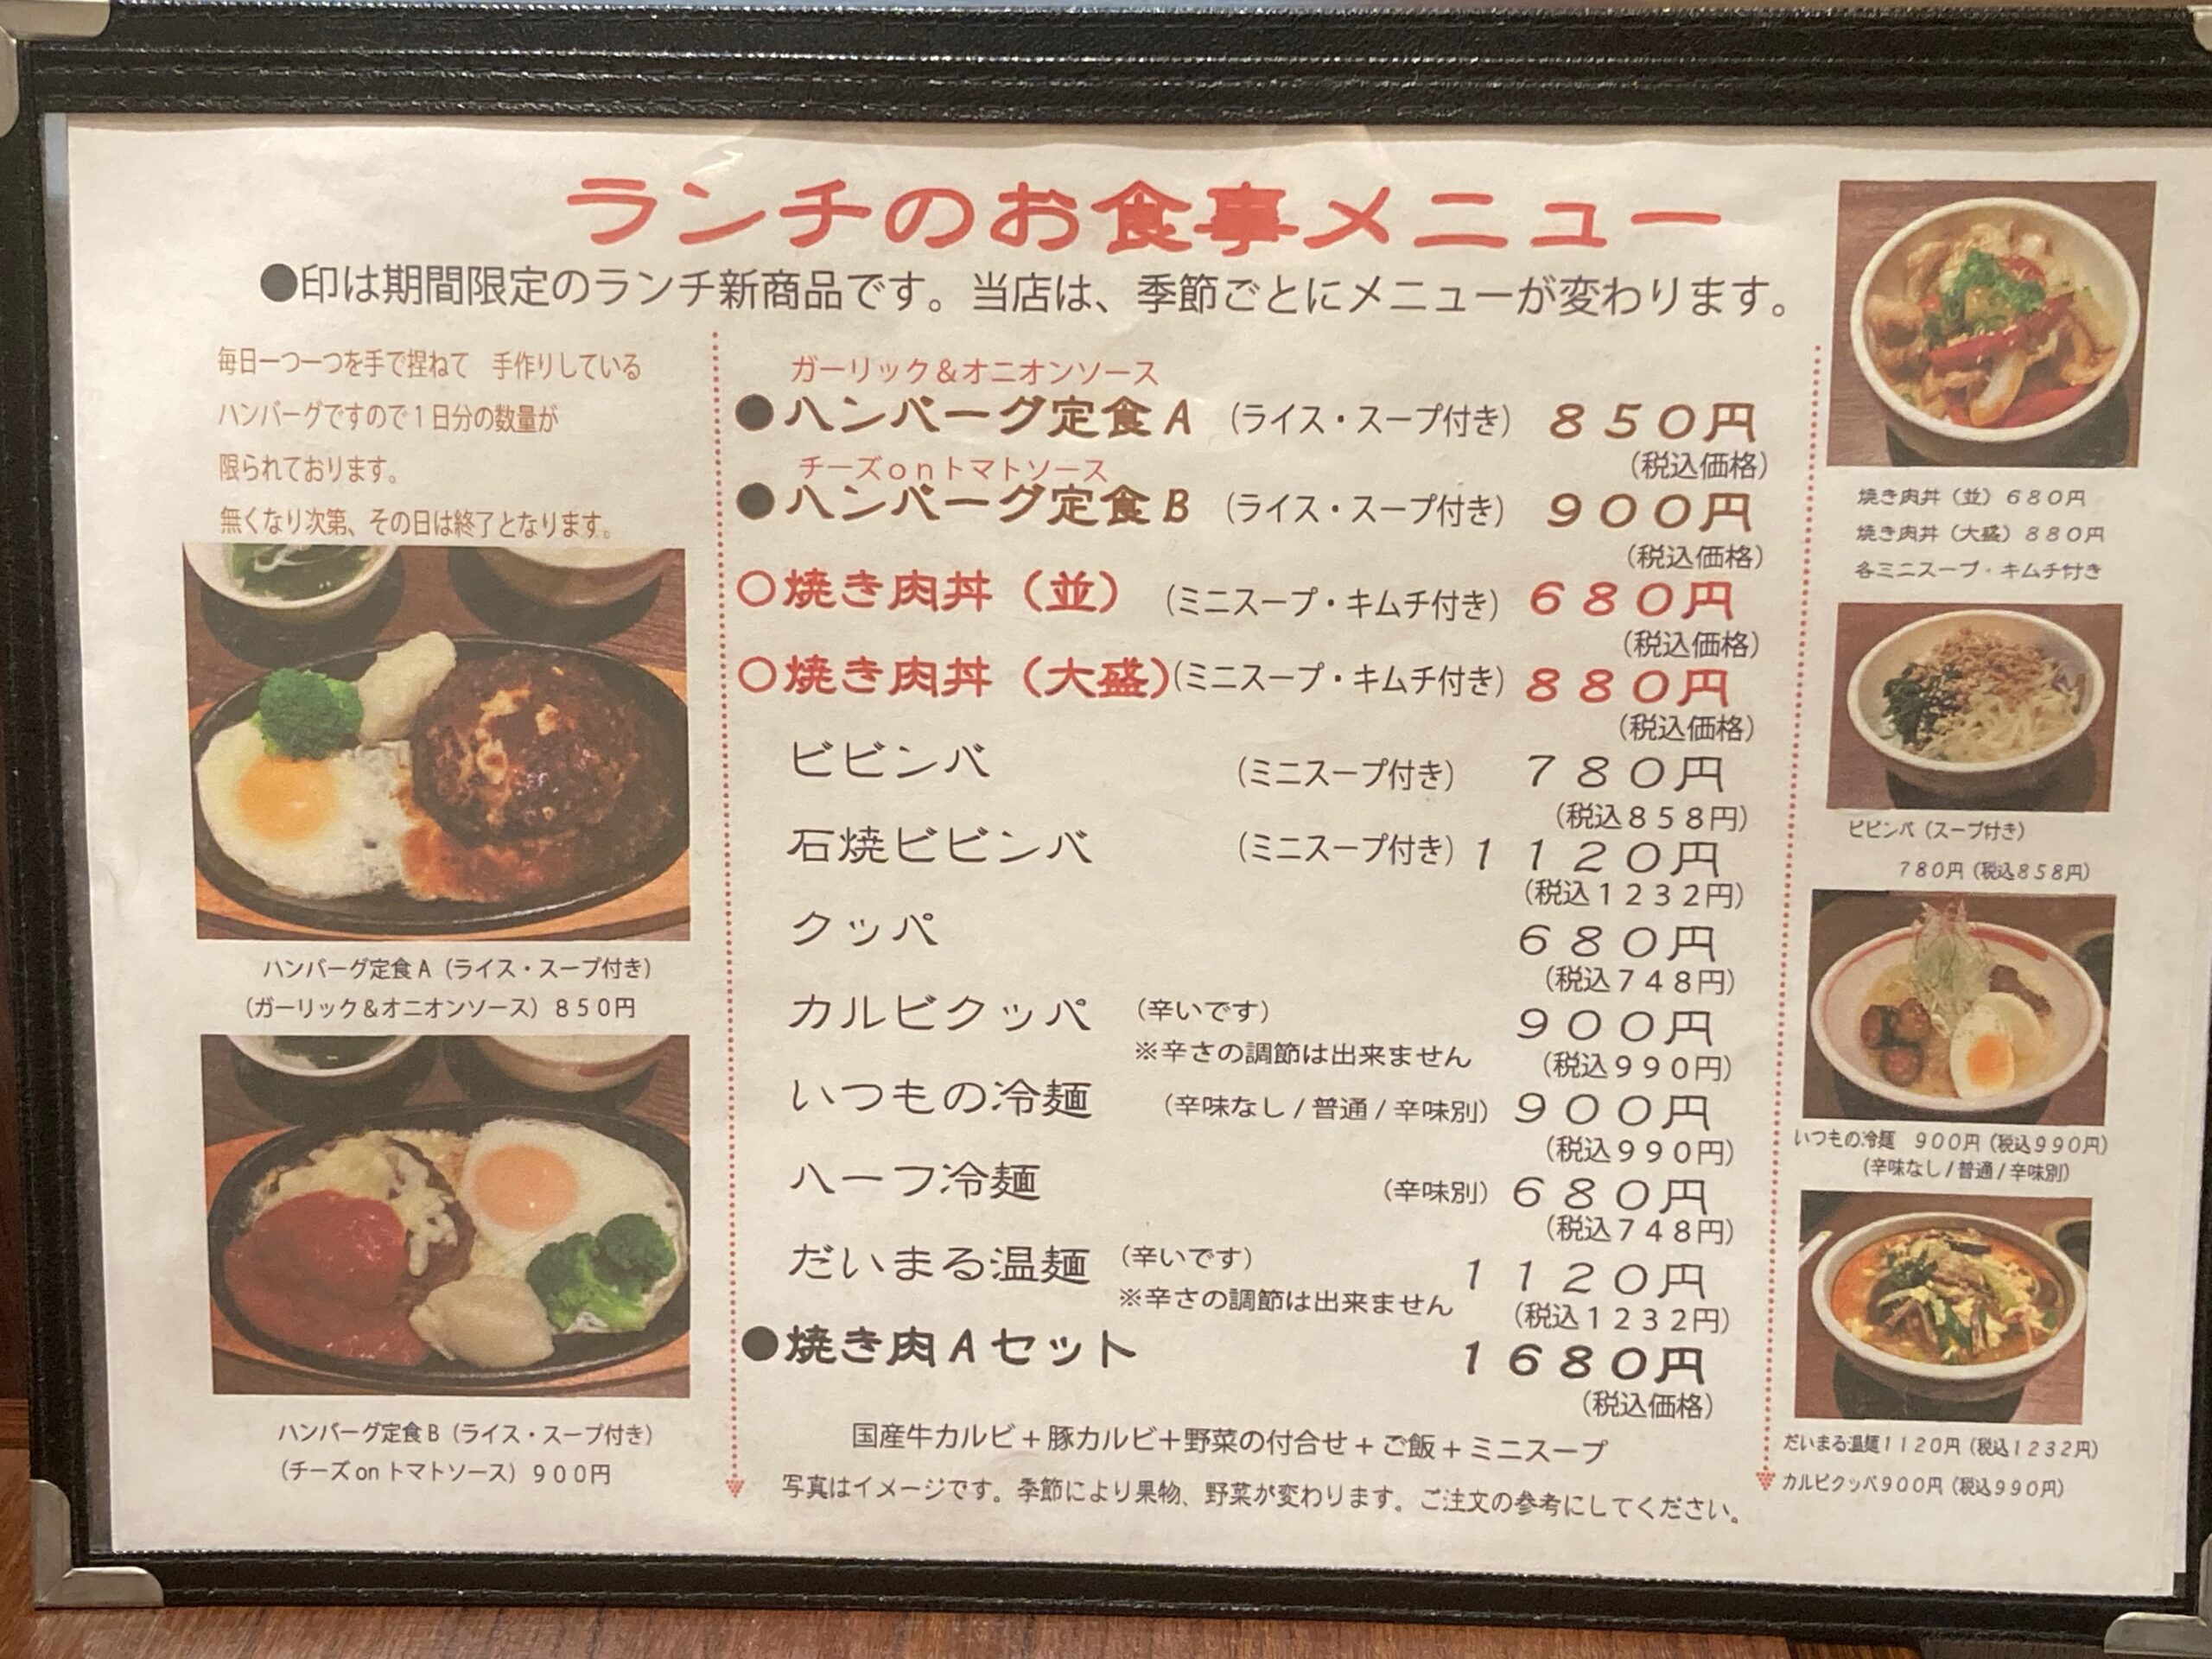 ランチのお食事メニュー
●印は期間限定のランチ新商品です。当店は、季節ごとにメニューが変わります。
毎日一つ一つを手で捏ねて　手作りしている
ハンバーグですので1日分の数量が
限られております。
無くなり次第、その日は終了となります。
ハンバーグ定食A（ライス・スープ付き）
（ガーリック＆オニオンソース）８５０円
ハンバーグ定食B（ライス・スープ付き）
（チーズonトマトソース）９００円
ガーリック＆オニオンソース
●ハンバーグ定食A （ライス・スープ付き） ８５０円
（税込価格）
チーズｏｎトマトソース
●ハンバーグ定食B （ライス・スープ付き） ９００円
（税込価格）
○焼き肉丼（並） （ミニスープ・キムチ付き） ６８０円
（税込価格）
○焼き肉丼（大盛）（ミニスープ・キムチ付き） ８８０円
（税込価格）
ビビンバ （ミニスープ付き） ７８０円
（税込８５８円）
石焼ビビンバ （ミニスープ付き） １１２０円
（税込１２３２円）
クッパ ６８０円
（税込７４８円）
カルビクッパ （辛いです） ９００円
※辛さの調節は出来ません
（税込９９０円）
いつもの冷麺 （辛味なし/普通/辛味別） ９００円
（税込９９０円）
ハーフ冷麺 （辛味別） ６８０円
（税込７４８円）
だいまる温麺 （辛いです） １１２０円
※辛さの調節は出来ません
（税込１２３２円）
●焼き肉Aセット １６８０円
（税込価格）
国産牛カルビ＋豚カルビ＋野菜の付合せ＋ご飯＋ミニスープ
写真はイメージです。季節により果物、野菜が変わります。ご注文の参考にしてください。
焼き肉丼（並）６８０円
焼き肉丼（大盛）８８０円
各ミニスープ・キムチ付き
ビビンバ（スープ付き）
７８０円（税込８５８円）
いつもの冷麺　９００円（税込９９０円）
（辛味なし/普通/辛味別）
だいまる温麺１１２０円（税込１２３２円）
カルビクッパ９００円（税込９９０円）